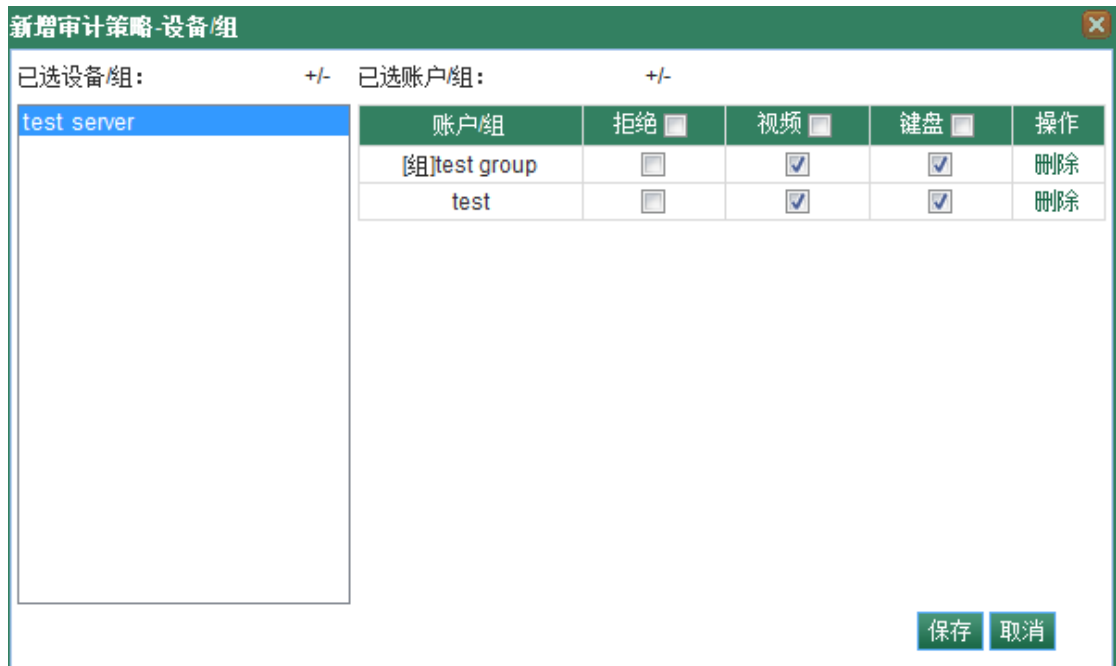 新增审计策略-设备/组
已选设备/组： +/- 已选账户/组： +/-
test server
账户/组 拒绝 视频 键盘 操作
[组]test group 删除
test 删除
保存 取消